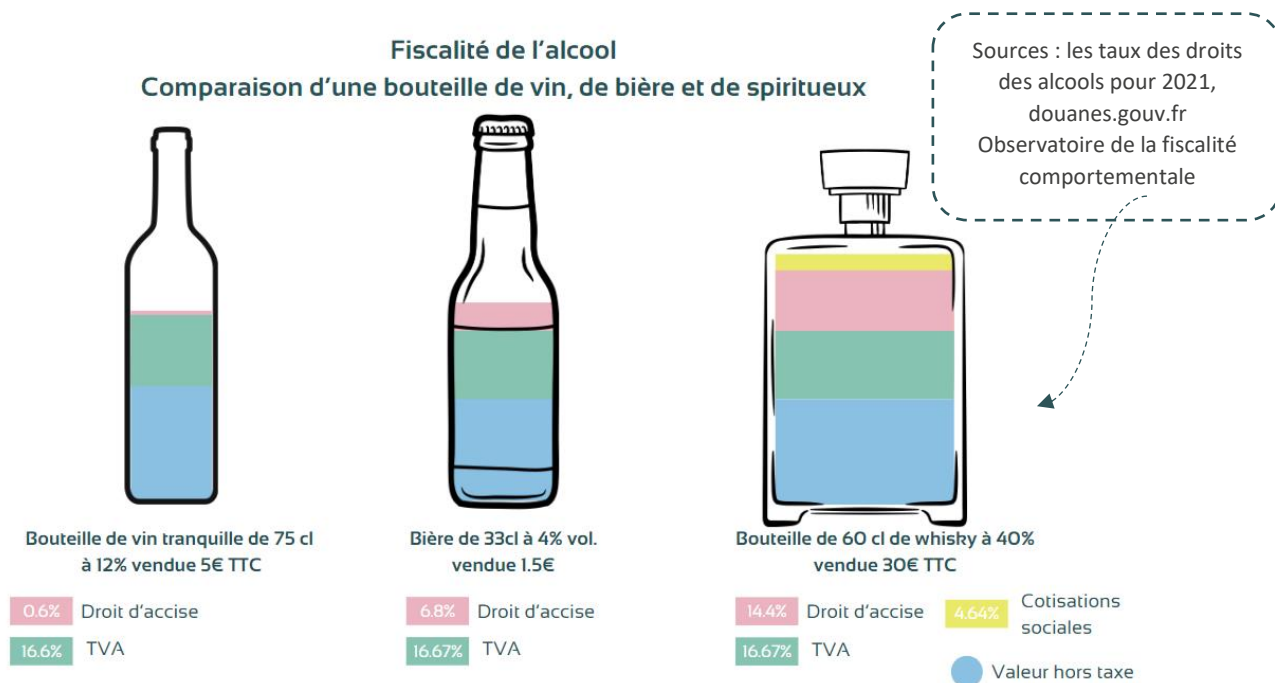 Fiscalité de l'alcool
Comparaison d'une bouteille de vin, de bière et de spiritueux
Sources : les taux des droits
des alcools pour 2021,
douanes.gouv.fr
Observatoire de la fiscalité
comportementale
Bouteille de vin tranquille de 75 cl
à 12% vendue 5€ TTC
0.6% Droit d'accise
16.6% TVA
Bière de 33cl à 4% vol.
vendue 1.5€
6.8% Droit d'accise
16.67% TVA
Bouteille de 60 cl de whisky à 40%
vendue 30€ TTC
14.4% Droit d'accise
16.67% TVA
4.64% Cotisations
sociales
Valeur hors taxe